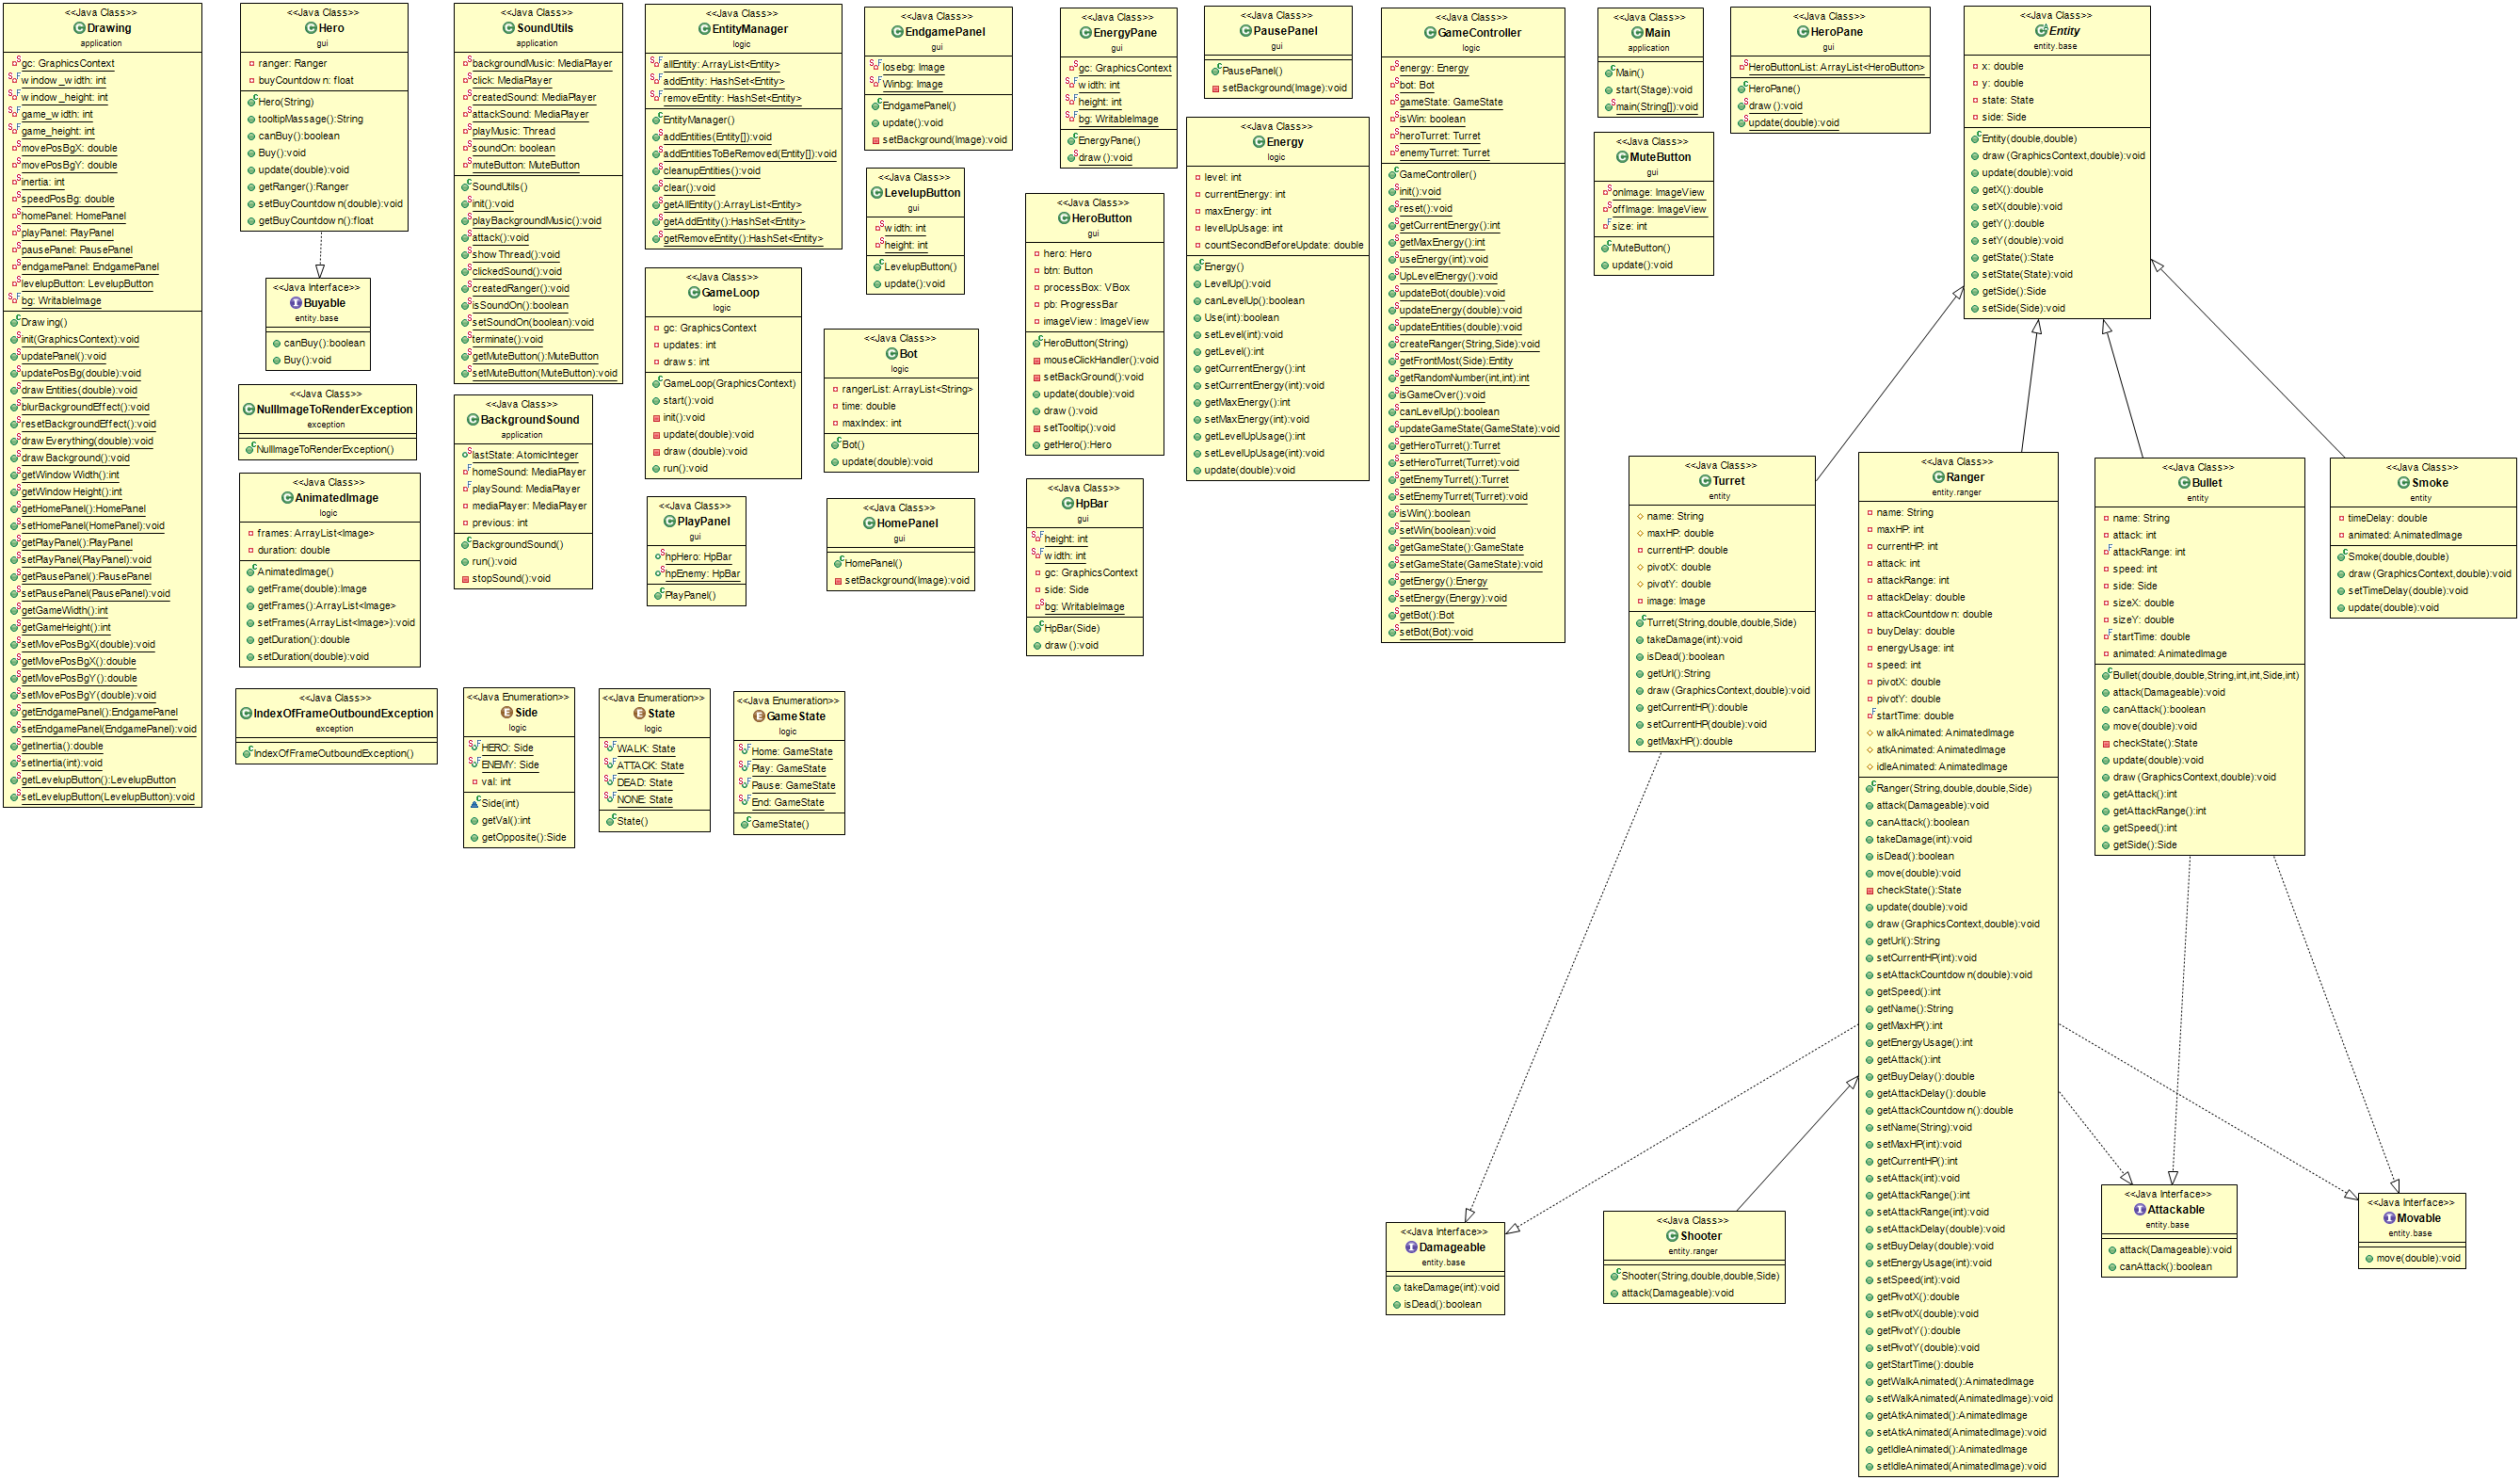 <<Java Class>>
Drawing
application
gc: GraphicsContext
window_width: int
window_height: int
game_width: int
game_height: int
movePosBgX: double
movePosBgY: double
inertia: int
speedPosBg: double
homePanel: HomePanel
playPanel: PlayPanel
pausePanel: PausePanel
endgamePanel: EndgamePanel
levelupButton: LevelupButton
bg: WritableImage
Drawing()
init(GraphicsContext):void
updatePanel():void
updatePosBg(double):void
drawEntities(double):void
blurBackgroundEffect():void
resetBackgroundEffect():void
drawEverything(double):void
drawBackground():void
getWindowWidth():int
getWindowHeight():int
getHomePanel():HomePanel
setHomePanel(HomePanel):void
getPlayPanel():PlayPanel
setPlayPanel(PlayPanel):void
getPausePanel():PausePanel
setPausePanel(PausePanel):void
getGameWidth():int
getGameHeight():int
setMovePosBgX(double):void
getMovePosBgX():double
getMovePosBgY():double
setMovePosBgY(double):void
getEndgamePanel():EndgamePanel
setEndgamePanel(EndgamePanel):void
getInertia():double
setInertia(int):void
getLevelupButton():LevelupButton
setLevelupButton(LevelupButton):void
<<Java Class>>
Hero
gui
ranger: Ranger
buyCountdown: float
Hero(String)
tooltipMassage():String
canBuy():boolean
Buy():void
update(double):void
getRanger():Ranger
setBuyCountdown(double):void
getBuyCountdown():float
<<Java Interface>>
Buyable
entity.base
canBuy():boolean
Buy():void
<<Java Class>>
NullImageToRenderException
exception
NullImageToRenderException()
<<Java Class>>
AnimatedImage
logic
frames: ArrayList<Image>
duration: double
AnimatedImage()
getFrame(double):Image
getFrames():ArrayList<Image>
setFrames(ArrayList<Image>):void
getDuration():double
setDuration(double):void
<<Java Class>>
IndexOfFrameOutboundException
exception
IndexOfFrameOutboundException()
<<Java Class>>
SoundUtils
application
backgroundMusic: MediaPlayer
click: MediaPlayer
createdSound: MediaPlayer
attackSound: MediaPlayer
playMusic: Thread
soundOn: boolean
muteButton: MuteButton
SoundUtils()
init():void
playBackgroundMusic():void
attack():void
showThread():void
clickedSound():void
createdRanger():void
isSoundOn():boolean
setSoundOn(boolean):void
terminate():void
getMuteButton():MuteButton
setMuteButton(MuteButton):void
<<Java Class>>
BackgroundSound
application
lastState: AtomicInteger
homeSound: MediaPlayer
playSound: MediaPlayer
mediaPlayer: MediaPlayer
previous: int
BackgroundSound()
run():void
stopSound():void
<<Java Enumeration>>
Side
logic
HERO: Side
ENEMY: Side
val: int
Side(int)
getVal():int
getOpposite():Side
<<Java Enumeration>>
State
logic
WALK: State
ATTACK: State
DEAD: State
NONE: State
State()
<<Java Enumeration>>
GameState
logic
Home: GameState
Play: GameState
Pause: GameState
End: GameState
GameState()
<<Java Class>>
EntityManager
logic
allEntity: ArrayList<Entity>
addEntity: HashSet<Entity>
removeEntity: HashSet<Entity>
EntityManager()
addEntities(Entity[]):void
addEntitiesToBeRemoved(Entity[]):void
cleanupEntities():void
clear():void
getAllEntity():ArrayList<Entity>
getAddEntity():HashSet<Entity>
getRemoveEntity():HashSet<Entity>
<<Java Class>>
GameLoop
logic
gc: GraphicsContext
updates: int
draws: int
GameLoop(GraphicsContext)
start():void
init():void
update(double):void
draw(double):void
run():void
<<Java Class>>
PlayPanel
gui
hpHero: HpBar
hpEnemy: HpBar
PlayPanel()
<<Java Class>>
EndgamePanel
gui
losebg: Image
Winbg: Image
EndgamePanel()
update():void
setBackground(Image):void
<<Java Class>>
LevelupButton
gui
width: int
height: int
LevelupButton()
update():void
<<Java Class>>
Bot
logic
rangerList: ArrayList<String>
time: double
maxIndex: int
Bot()
update(double):void
<<Java Class>>
HomePanel
gui
HomePanel()
setBackground(Image):void
<<Java Class>>
EnergyPane
gui
gc: GraphicsContext
width: int
height: int
bg: WritableImage
EnergyPane()
draw():void
<<Java Class>>
HeroButton
gui
hero: Hero
btn: Button
processBox: VBox
pb: ProgressBar
imageView: ImageView
HeroButton(String)
mouseClickHandler():void
setBackGround():void
update(double):void
draw():void
setTooltip():void
getHero():Hero
<<Java Class>>
HpBar
gui
height: int
width: int
gc: GraphicsContext
side: Side
bg: WritableImage
HpBar(Side)
draw():void
<<Java Class>>
PausePanel
gui
PausePanel()
setBackground(Image):void
<<Java Class>>
Energy
logic
level: int
currentEnergy: int
maxEnergy: int
levelUpUsage: int
countSecondBeforeUpdate: double
Energy()
LevelUp():void
canLevelUp():boolean
Use(int):boolean
setLevel(int):void
getLevel():int
getCurrentEnergy():int
setCurrentEnergy(int):void
getMaxEnergy():int
setMaxEnergy(int):void
getLevelUpUsage():int
setLevelUpUsage(int):void
update(double):void
<<Java Class>>
GameController
logic
energy: Energy
bot: Bot
gameState: GameState
isWin: boolean
heroTurret: Turret
enemyTurret: Turret
GameController()
init():void
reset():void
getCurrentEnergy():int
getMaxEnergy():int
useEnergy(int):void
UpLevelEnergy():void
updateBot(double):void
updateEnergy(double):void
updateEntities(double):void
createRanger(String,Side):void
getFrontMost(Side):Entity
getRandomNumber(int,int):int
isGameOver():void
canLevelUp():boolean
updateGameState(GameState):void
getHeroTurret():Turret
setHeroTurret(Turret):void
getEnemyTurret():Turret
setEnemyTurret(Turret):void
isWin():boolean
setWin(boolean):void
getGameState():GameState
setGameState(GameState):void
getEnergy():Energy
setEnergy(Energy):void
getBot():Bot
setBot(Bot):void
<<Java Class>>
Main
application
Main()
start(Stage):void
main(String[]):void
<<Java Class>>
MuteButton
gui
onImage: ImageView
offImage: ImageView
size: int
MuteButton()
update():void
<<Java Class>>
HeroPane
gui
HeroButtonList: ArrayList<HeroButton>
HeroPane()
draw():void
update(double):void
<<Java Class>>
Entity
entity.base
x: double
y: double
state: State
side: Side
Entity(double,double)
draw(GraphicsContext,double):void
update(double):void
getX():double
setX(double):void
getY():double
setY(double):void
getState():State
setState(State):void
getSide():Side
setSide(Side):void
<<Java Class>>
Turret
entity
name: String
maxHP: double
currentHP: double
pivotX: double
pivotY: double
image: Image
Turret(String,double,double,Side)
takeDamage(int):void
isDead():boolean
getUrl():String
draw(GraphicsContext,double):void
getCurrentHP():double
setCurrentHP(double):void
getMaxHP():double
<<Java Class>>
Ranger
entity.ranger
name: String
maxHP: int
currentHP: int
attack: int
attackRange: int
attackDelay: double
attackCountdown: double
buyDelay: double
energyUsage: int
speed: int
pivotX: double
pivotY: double
startTime: double
walkAnimated: AnimatedImage
atkAnimated: AnimatedImage
idleAnimated: AnimatedImage
Ranger(String,double,double,Side)
attack(Damageable):void
canAttack():boolean
takeDamage(int):void
isDead():boolean
move(double):void
checkState():State
update(double):void
draw(GraphicsContext,double):void
getUrl():String
setCurrentHP(int):void
setAttackCountdown(double):void
getSpeed():int
getName():String
getMaxHP():int
getEnergyUsage():int
getAttack():int
getBuyDelay():double
getAttackDelay():double
getAttackCountdown():double
setName(String):void
setMaxHP(int):void
getCurrentHP():int
setAttack(int):void
getAttackRange():int
setAttackRange(int):void
setAttackDelay(double):void
setBuyDelay(double):void
setEnergyUsage(int):void
setSpeed(int):void
getPivotX():double
setPivotX(double):void
getPivotY():double
setPivotY(double):void
getStartTime():double
getWalkAnimated():AnimatedImage
setWalkAnimated(AnimatedImage):void
getAtkAnimated():AnimatedImage
setAtkAnimated(AnimatedImage):void
getIdleAnimated():AnimatedImage
setIdleAnimated(AnimatedImage):void
<<Java Class>>
Bullet
entity
name: String
attack: int
attackRange: int
speed: int
side: Side
sizeX: double
sizeY: double
startTime: double
animated: AnimatedImage
Bullet(double,double,String,int,int,Side,int)
attack(Damageable):void
canAttack():boolean
move(double):void
checkState():State
update(double):void
draw(GraphicsContext,double):void
getAttack():int
getAttackRange():int
getSpeed():int
getSide():Side
<<Java Class>>
Smoke
entity
timeDelay: double
animated: AnimatedImage
Smoke(double,double)
draw(GraphicsContext,double):void
setTimeDelay(double):void
update(double):void
<<Java Interface>>
Damageable
entity.base
takeDamage(int):void
isDead():boolean
<<Java Class>>
Shooter
entity.ranger
Shooter(String,double,double,Side)
attack(Damageable):void
<<Java Interface>>
Attackable
entity.base
attack(Damageable):void
canAttack():boolean
<<Java Interface>>
Movable
entity.base
move(double):void